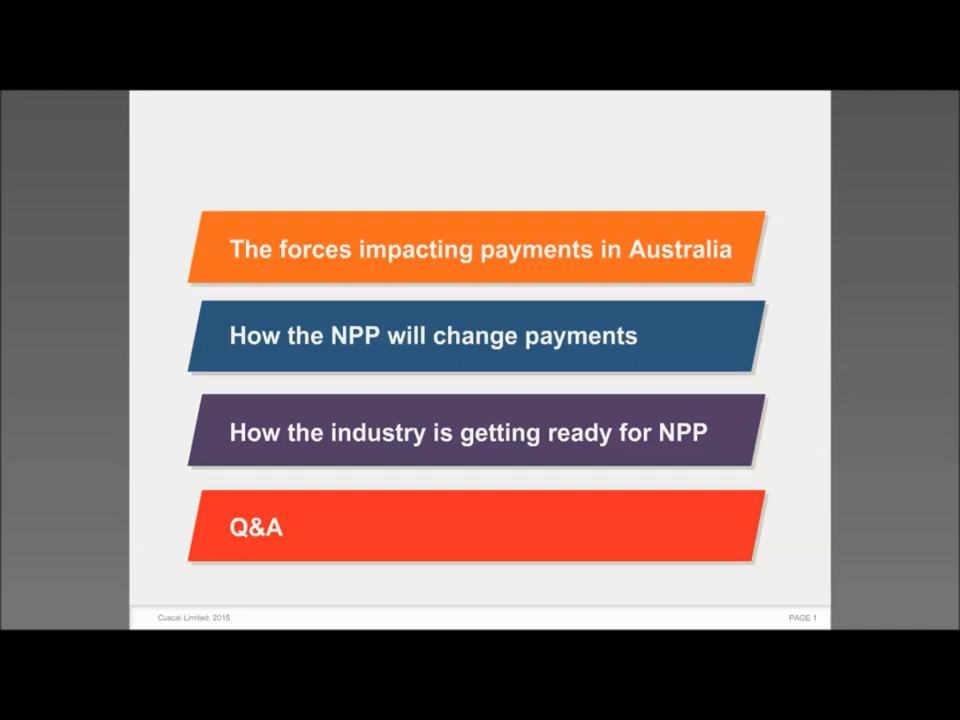 The forces impacting payments in Australia
How the NPP will change payments
How the industry is getting ready for NPP
Q&A
Cuscal Limited, 2015
PAGE 1